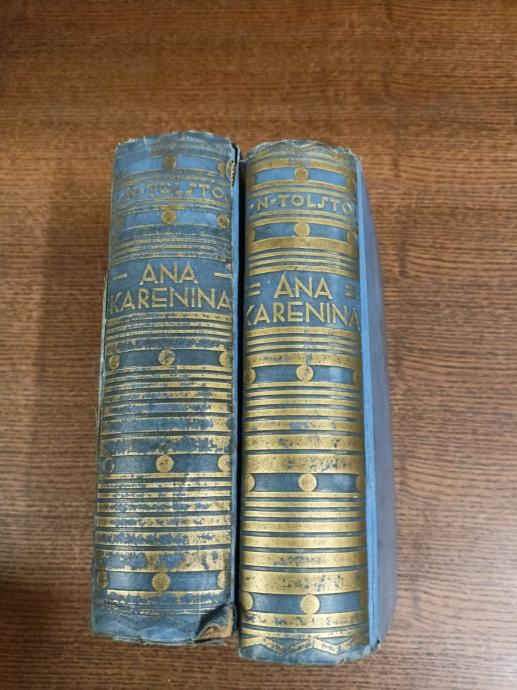 N·TOLSTO
— ANA —
KARENINA
·N·TOLSTO
= ANA =
KARENINA